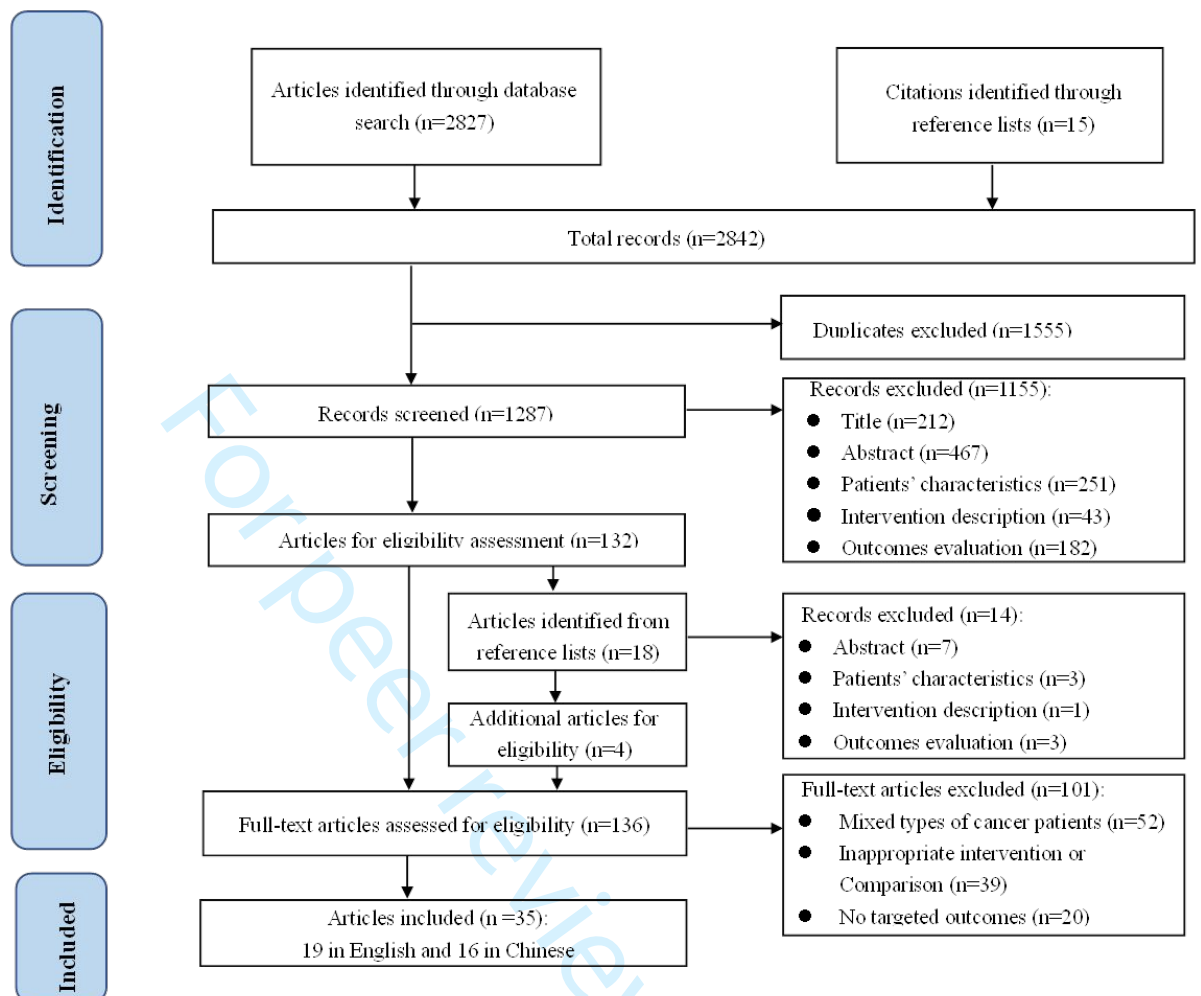 Identification
Articles identified through database
search (n=2827)
Citations identified through
reference lists (n=15)
Total records (n=2842)
Screening
Duplicates excluded (n=1555)
Records screened (n=1287)
Records excluded (n=1155):
● Title (n=212)
● Abstract (n=467)
● Patients' characteristics (n=251)
● Intervention description (n=43)
● Outcomes evaluation (n=182)
Articles for eligibility assessment (n=132)
Eligibility
Articles identified from
reference lists (n=18)
Records excluded (n=14):
● Abstract (n=7)
● Patients' characteristics (n=3)
● Intervention description (n=1)
● Outcomes evaluation (n=3)
Additional articles for
eligibility (n=4)
Full-text articles assessed for eligibility (n=136)
Full-text articles excluded (n=101):
● Mixed types of cancer patients (n=52)
● Inappropriate intervention or
Comparison (n=39)
● No targeted outcomes (n=20)
Included
Articles included (n =35):
19 in English and 16 in Chinese
For peer review